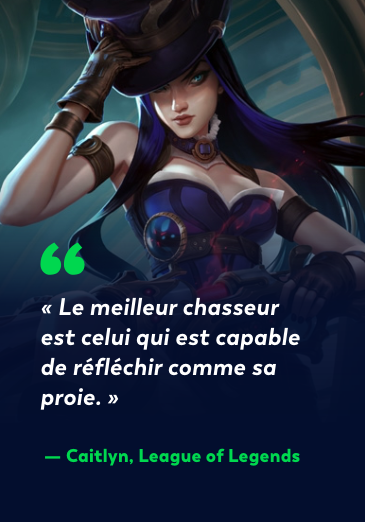 « Le meilleur chasseur
est celui qui est capable
de réfléchir comme sa
proie. »
— Caitlyn, League of Legends